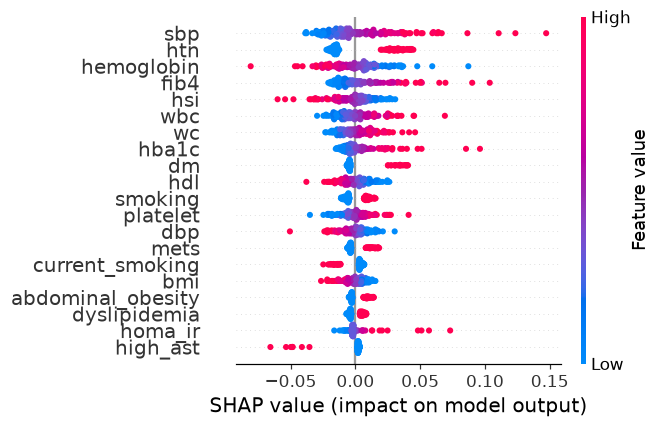 High
sbp
htn
hemoglobin
fib4
hsi
wbc
wc
hba1c
dm
hdl
smoking
platelet
dbp
mets
current_smoking
bmi
abdominal_obesity
dyslipidemia
homa_ir
high_ast
Feature value
Low
−0.05 0.00 0.05 0.10 0.15
SHAP value (impact on model output)